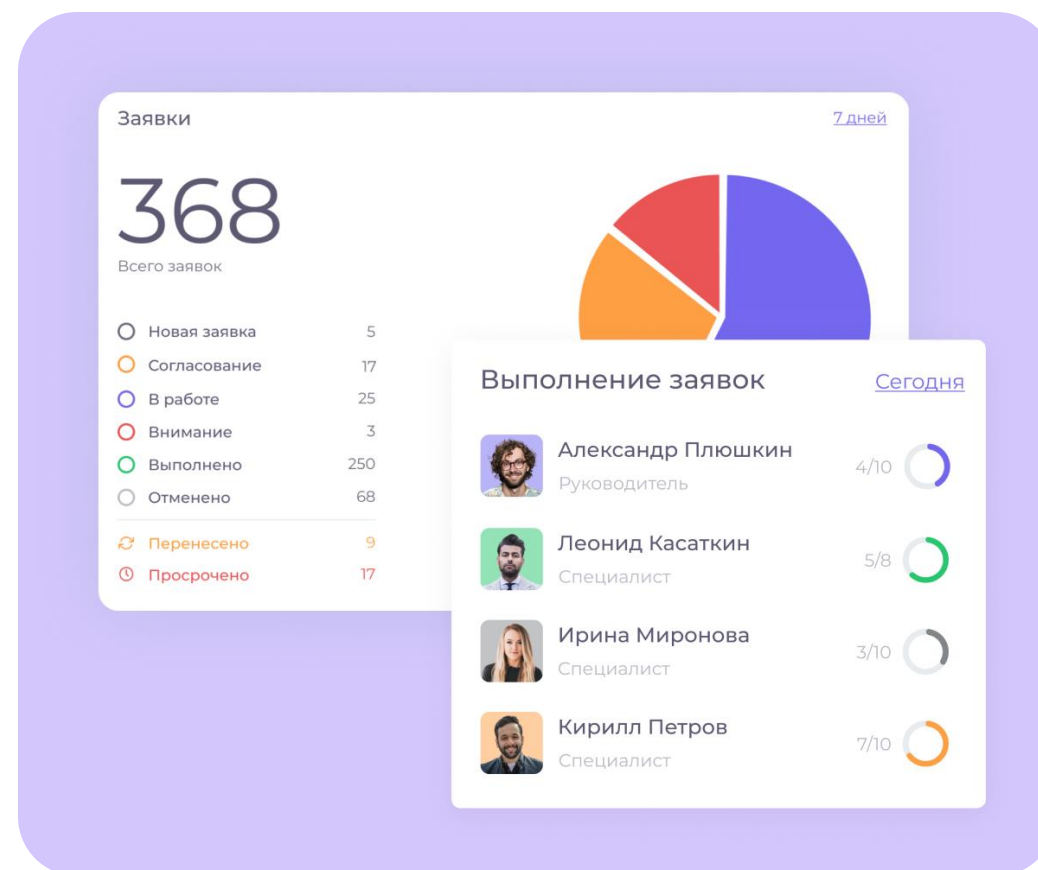 Заявки
7 дней
368
Всего заявок
Новая заявка 5
Согласование 17
В работе 25
Внимание 3
Выполнено 250
Отменено 68
Перенесено 9
Просрочено 17
Выполнение заявок
Сегодня
Александр Плюшкин
Руководитель
4/10
Леонид Касаткин
Специалист
5/8
Ирина Миронова
Специалист
3/10
Кирилл Петров
Специалист
7/10